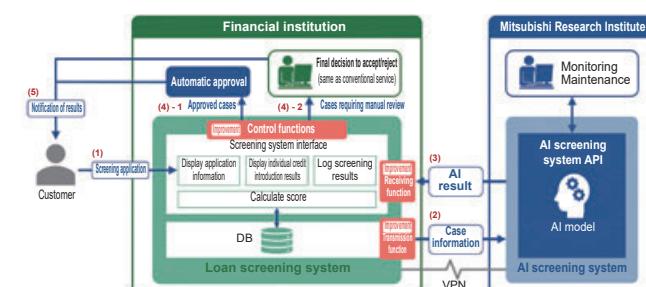 Financial institution
Mitsubishi Research Institute
(5)
Notification of results
Automatic approval
Final decision to accept/reject
(same as conventional service)
(4) - 1
Approved cases
(4) - 2
Cases requiring manual review
Improvement
Control functions
Screening system interface
(1)
Screening application
Customer
Display application
information
Display individual credit
introduction results
Log screening
results
Calculate score
DB
Loan screening system
Improvement
Receiving
function
Improvement
Transmission
function
(3)
AI
result
(2)
Case
information
VPN
Monitoring
Maintenance
AI screening
system API
AI model
AI screening system